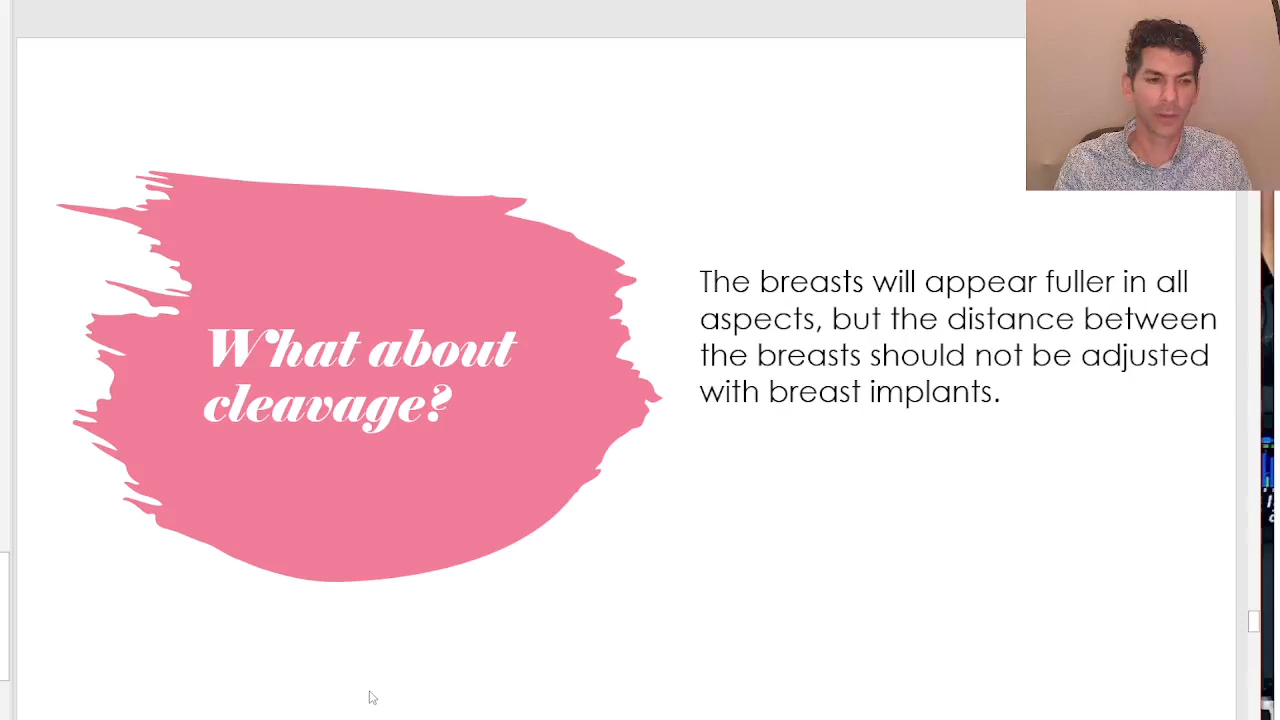 What about
cleavage?
The breasts will appear fuller in all
aspects, but the distance between
the breasts should not be adjusted
with breast implants.